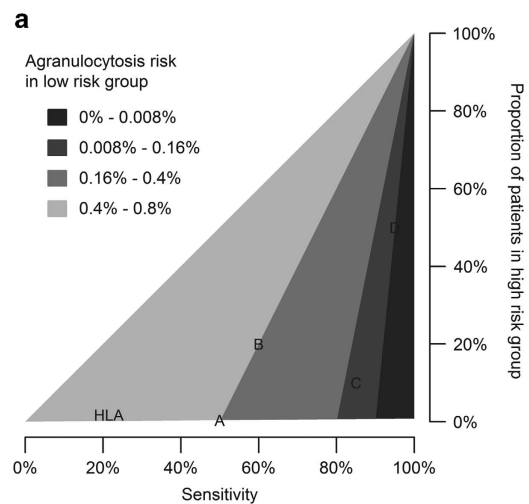 a
Agranulocytosis risk
in low risk group
0% - 0.008%
0.008% - 0.16%
0.16% - 0.4%
0.4% - 0.8%
HLA
A
B
C
D
100%
80%
60%
40%
20%
0%
Proportion of patients in high risk group
0%
20%
40%
60%
80%
100%
Sensitivity